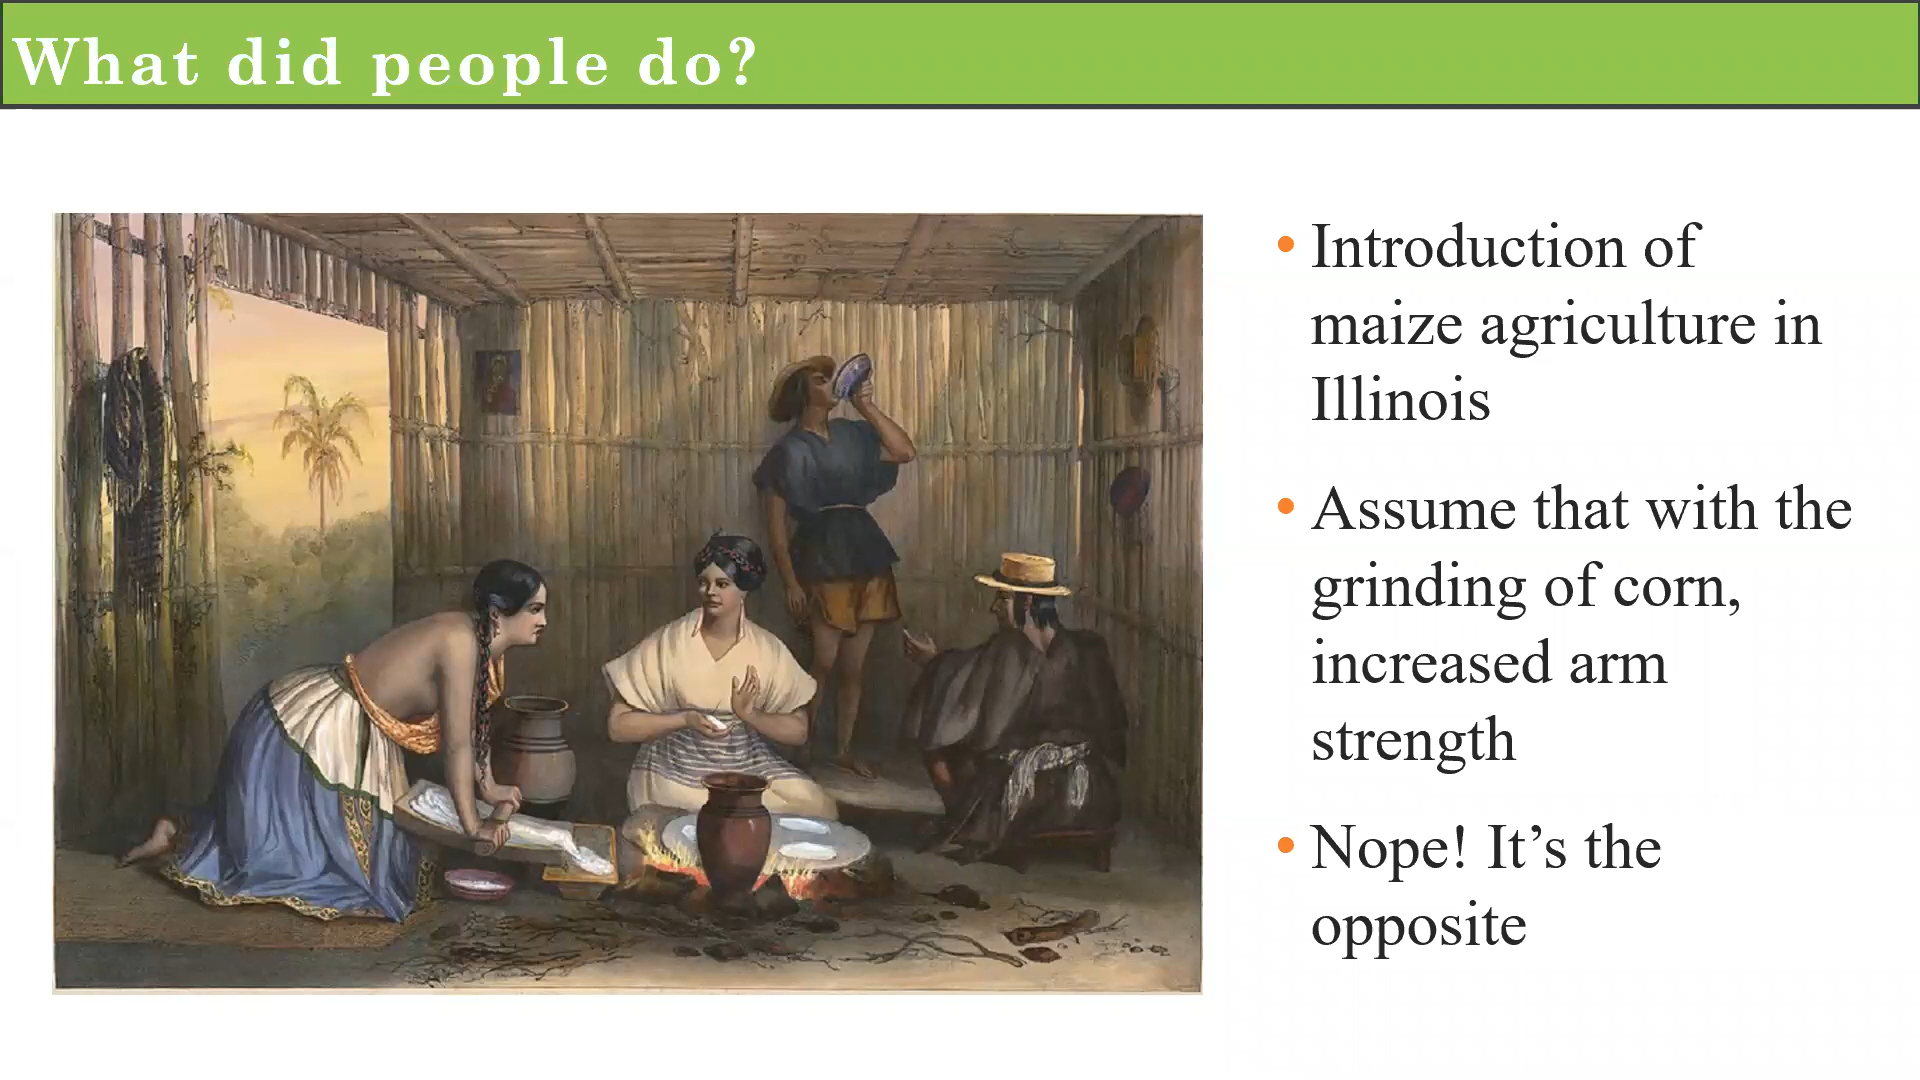 What did people do?
• Introduction of
maize agriculture in
Illinois
• Assume that with the
grinding of corn,
increased arm
strength
• Nope! It’s the
opposite